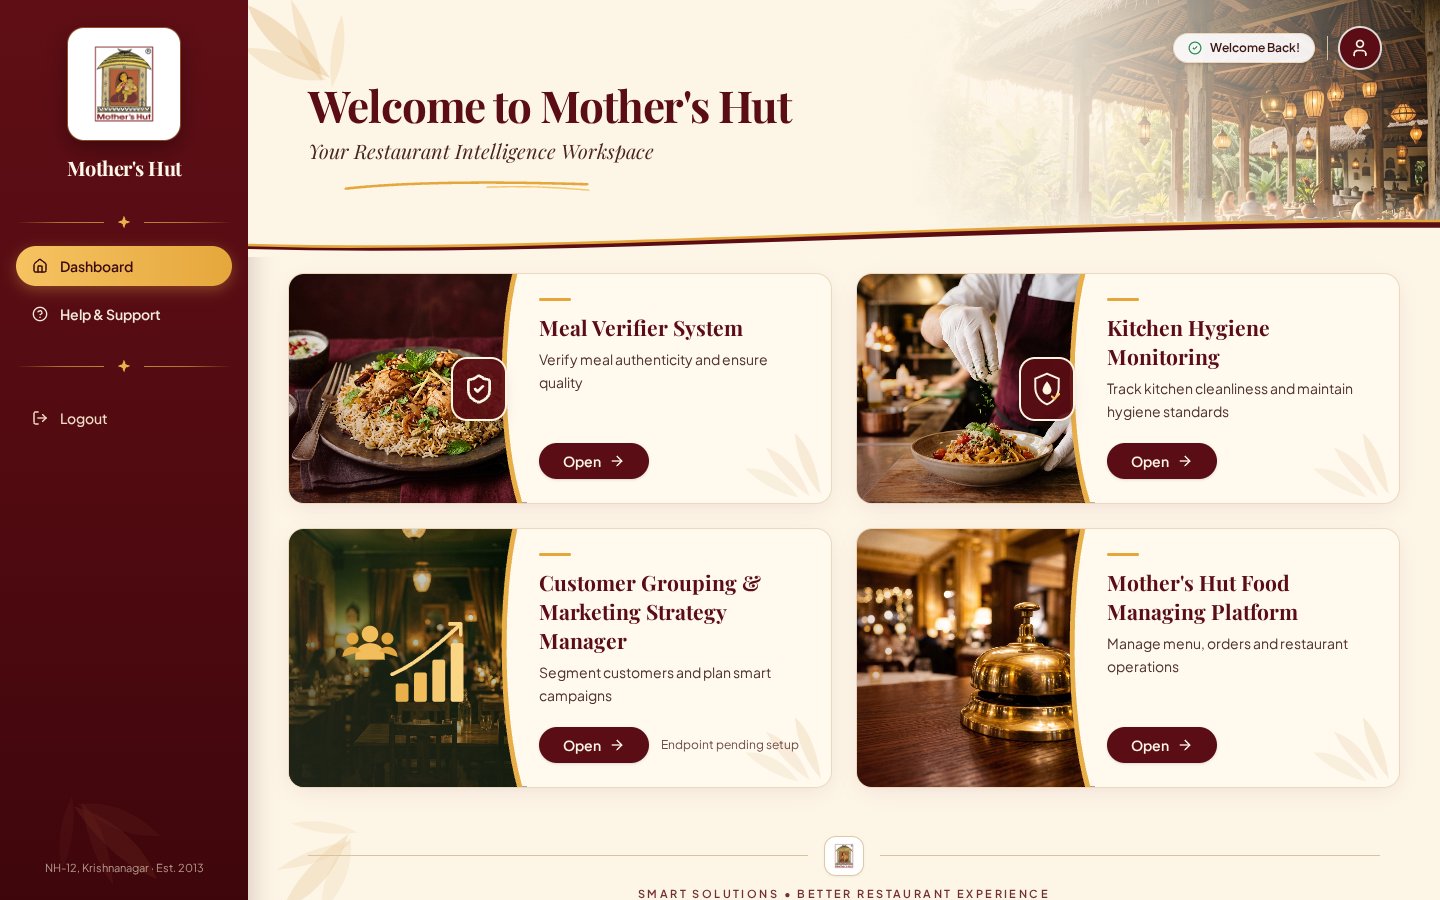 Mother's Hut
Mother's Hut
Dashboard
Help & Support
Logout
NH-12, Krishnanagar · Est. 2013
Welcome Back!
Welcome to Mother's Hut
Your Restaurant Intelligence Workspace
Meal Verifier System
Verify meal authenticity and ensure
quality
Open
Kitchen Hygiene
Monitoring
Track kitchen cleanliness and maintain
hygiene standards
Open
Customer Grouping &
Marketing Strategy
Manager
Segment customers and plan smart
campaigns
Open
Endpoint pending setup
Mother's Hut Food
Managing Platform
Manage menu, orders and restaurant
operations
Open
SMART SOLUTIONS • BETTER RESTAURANT EXPERIENCE